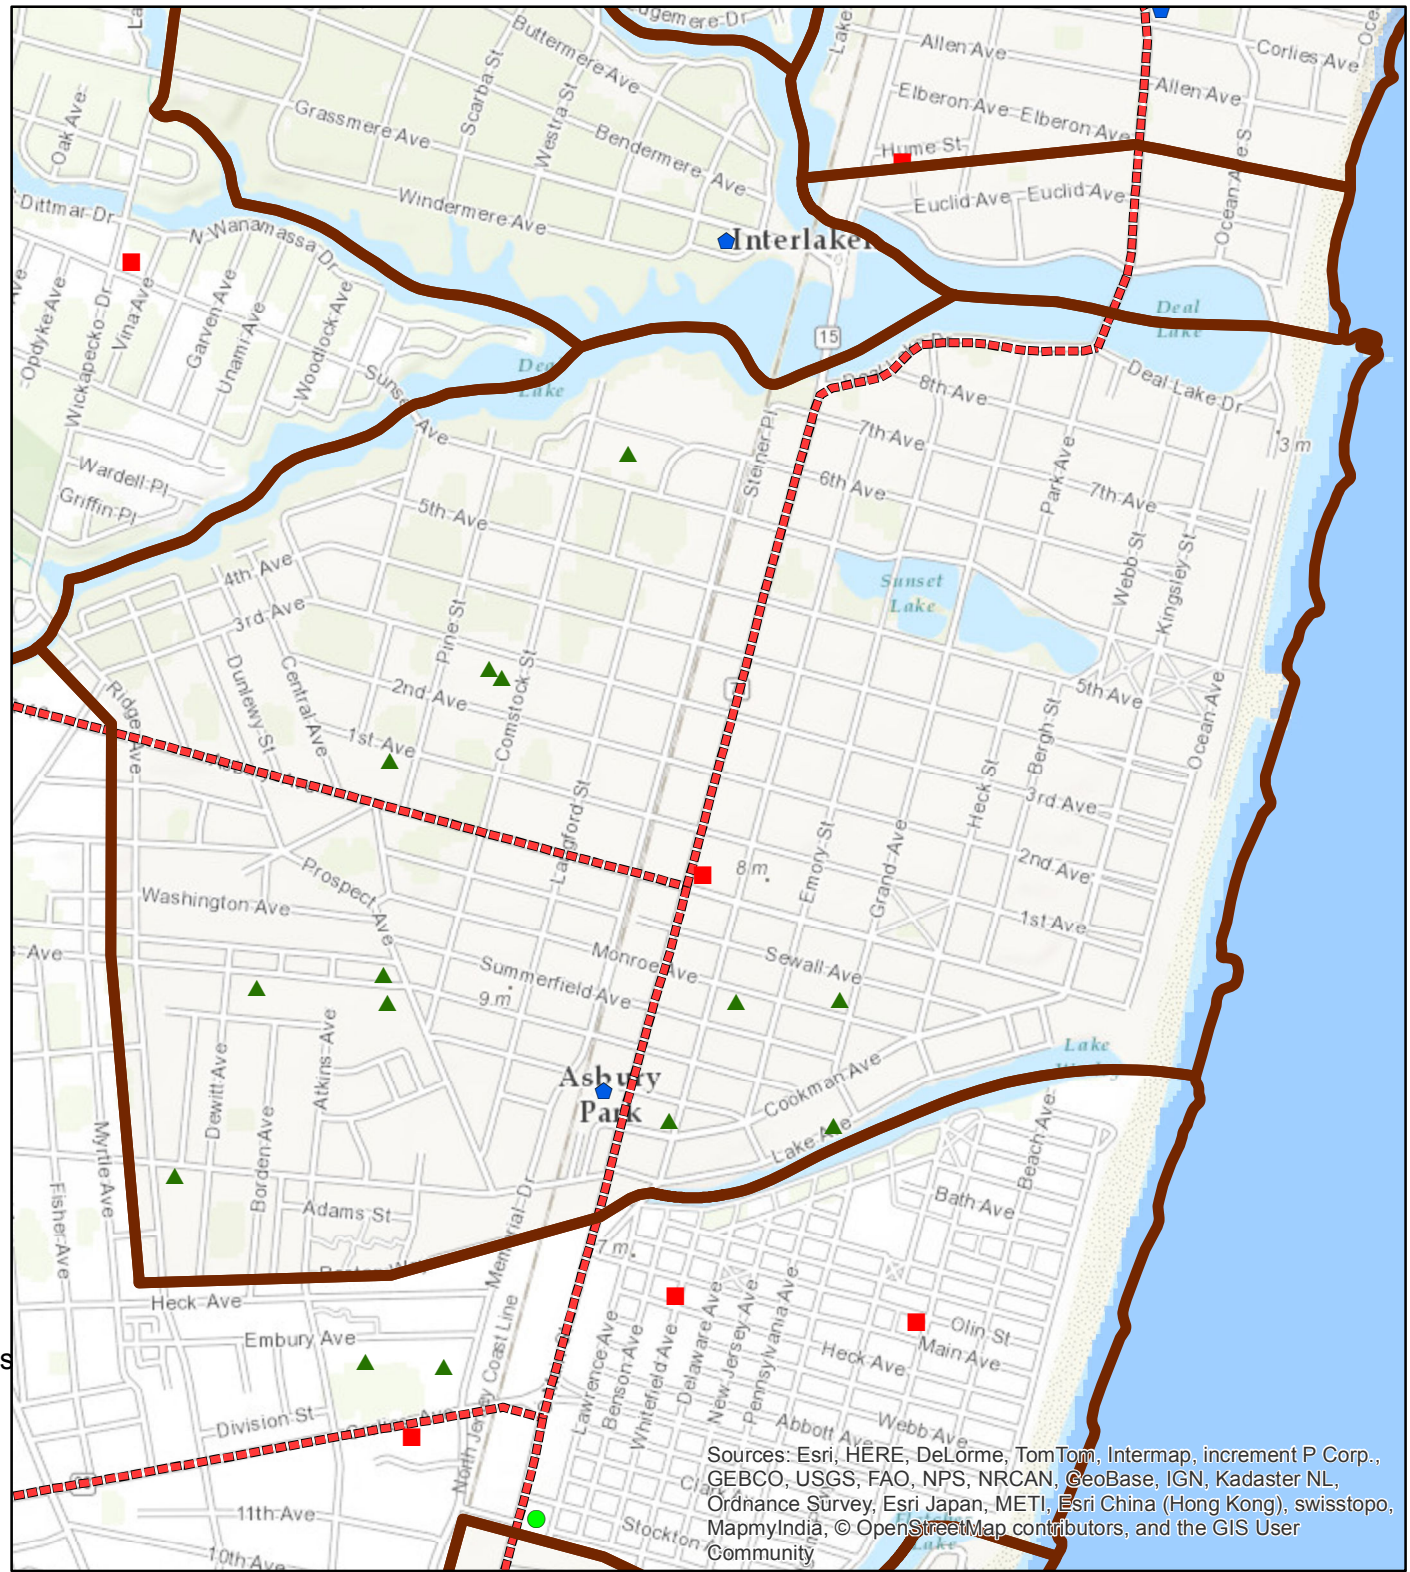 Allen Ave
Corlies Ave
Buttermere Ave
Scarba St
Westra St
Oak Ave
Grassmere Ave
Bendermere Ave
Elberon Ave
Elberon Ave
Allen Ave
Hume St
Windermere Ave
Euclid Ave
Euclid Ave
Dittmar Dr
N Wanamassa Dr
Interlaken
Opdyke Ave
Wickapecko Dr
Vina Ave
Garven Ave
Unami Ave
Woodlock Ave
15
Deal
Lake
Lake
8th Ave
Deal Lake Dr
7th Ave
3 m
Steiner Pl
6th Ave
Park Ave
7th Ave
Wardell Pl
Griffin Pl
5th Ave
4th Ave
3rd Ave
Sunset
Lake
Webb St
Kingsley St
Pine St
Comstock St
2nd Ave
1st Ave
Dunlewy St
Central Ave
Ridge Ave
5th Ave
Bergh St
Ocean Ave
Heck St
3rd Ave
Langford St
Emory St
Grand Ave
2nd Ave
8 m
1st Ave
Prospect Ave
Washington Ave
s Ave
Monroe Ave
Sewall Ave
Summerfield Ave
9 m
Lake
Asbury
Park
Cookman Ave
Lake Ave
Dewitt Ave
Atkins Ave
Borden Ave
Myrtle Ave
Fisher Ave
Adams St
Memorial Dr
Beach Ave
Bath Ave
7 m
Heck Ave
Embury Ave
Division St
North Jersey Coast Line
Lawrence Ave
Benson Ave
Whitefield Ave
Delaware Ave
New Jersey Ave
Pennsylvania Ave
Olin St
Main Ave
Heck Ave
Webb Ave
Abbott Ave
11th Ave
10th Ave
s
Sources: Esri, HERE, DeLorme, TomTom, Intermap, increment P Corp.,
GEBCO, USGS, FAO, NPS, NRCAN, GeoBase, IGN, Kadaster NL,
Ordnance Survey, Esri Japan, METI, Esri China (Hong Kong), swisstopo,
MapmyIndia, © OpenStreetMap contributors, and the GIS User
Community